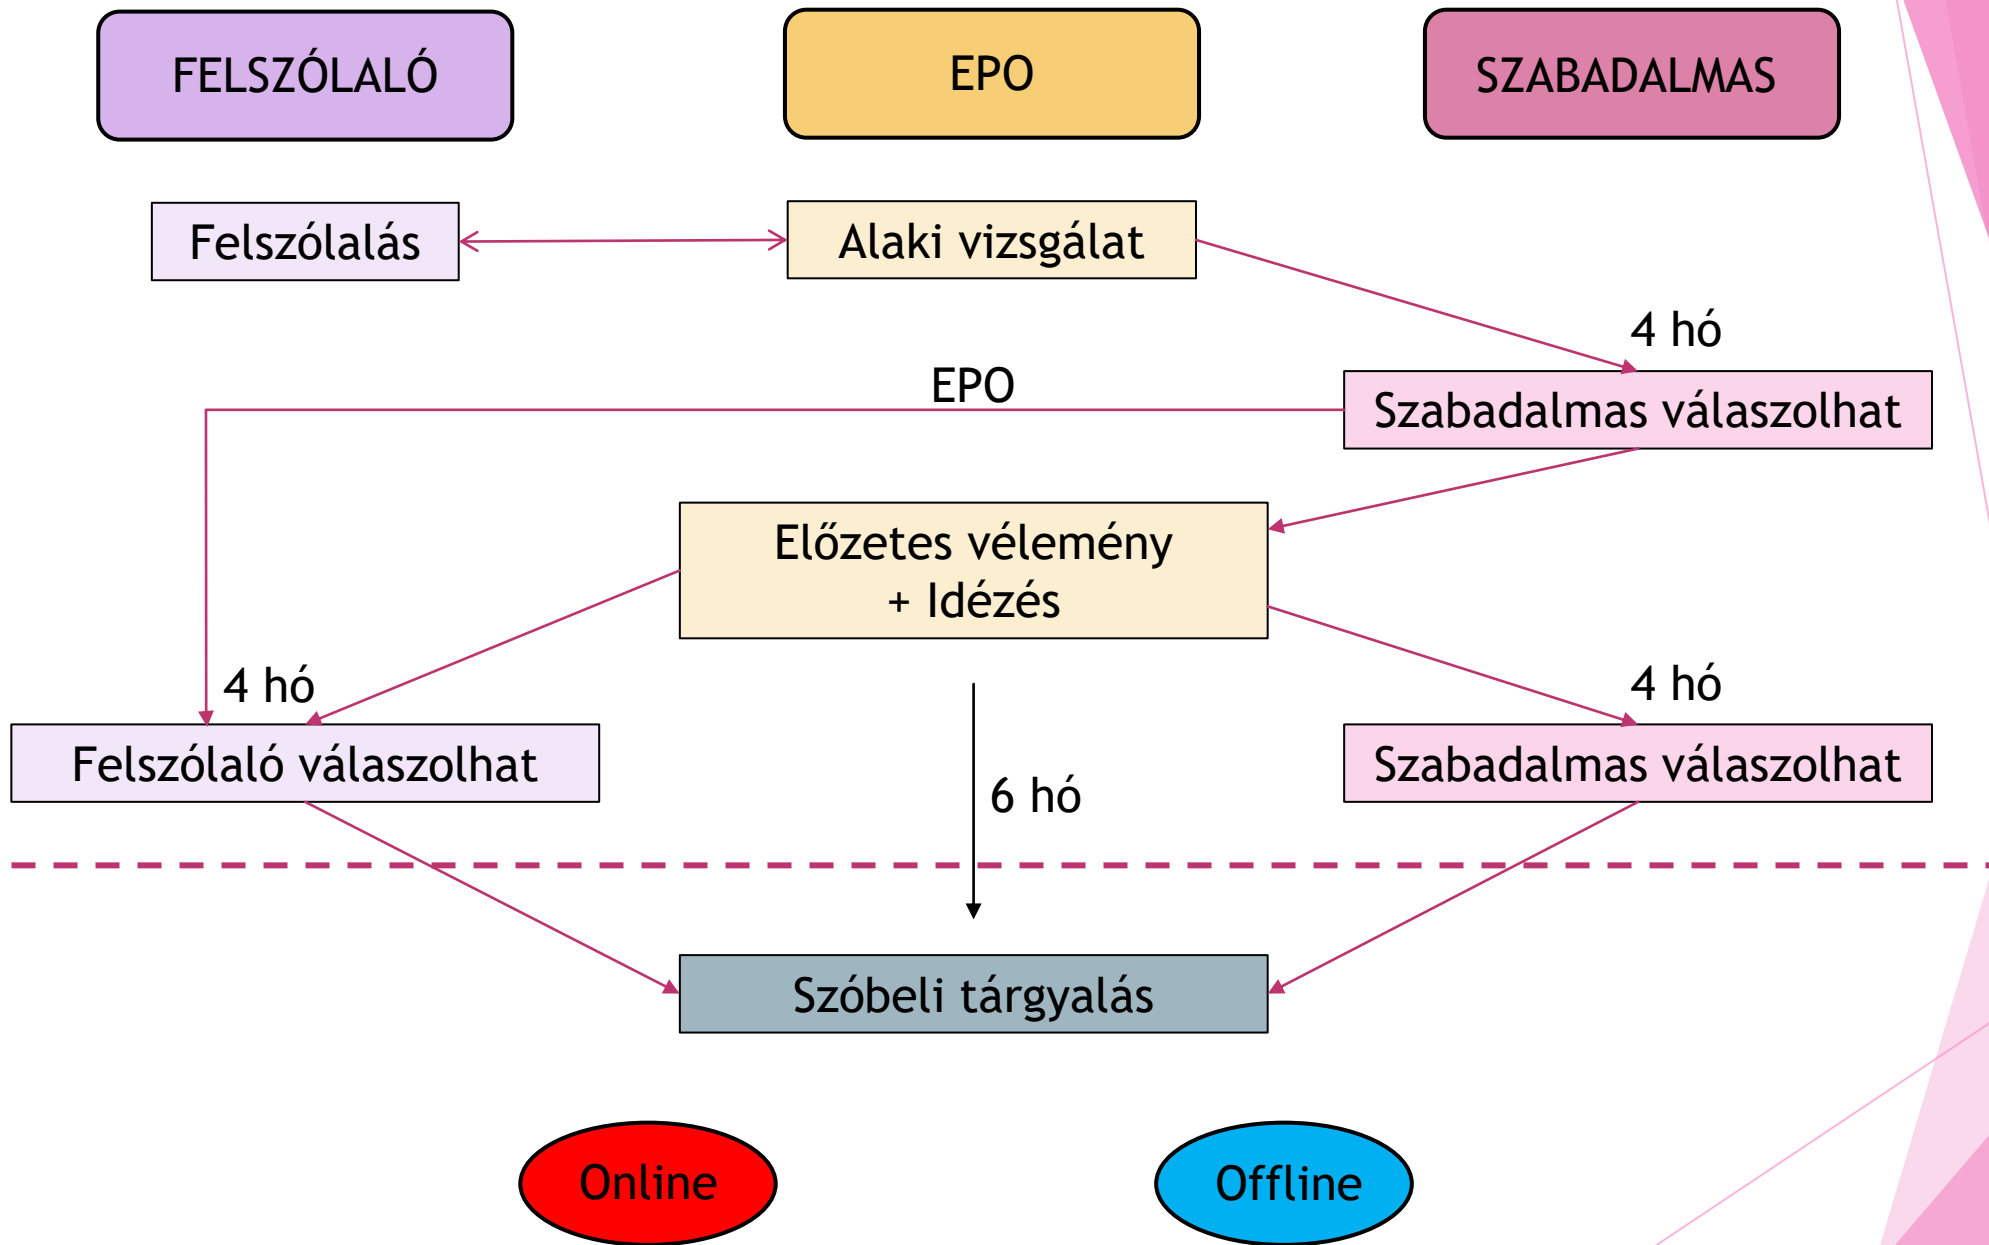 FELSZÓLALÓ
EPO
SZABADALMAS
Felszólalás
Alaki vizsgálat
4 hó
EPO
Szabadalmas válaszolhat
Előzetes vélemény
+ Idézés
4 hó
4 hó
Felszólaló válaszolhat
Szabadalmas válaszolhat
6 hó
Szóbeli tárgyalás
Online
Offline